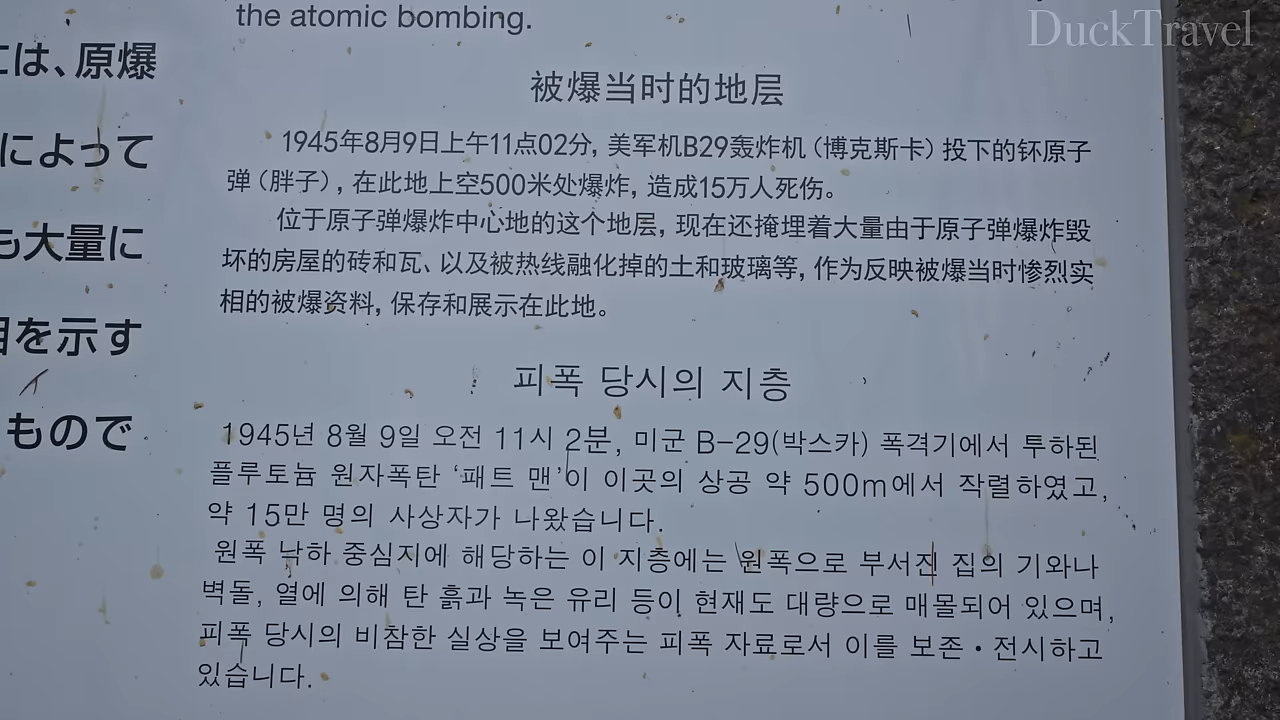 the atomic bombing.
DuckTravel
には、原爆
によって
も大量に
相を示す
もので
被爆当时的地层
1945年8月9日上午11点02分, 美军机B29轰炸机 (博克斯卡) 投下的钚原子
弹 (胖子) , 在此地上空500米处爆炸, 造成15万人死伤。
位于原子弹爆炸中心地的这个地层, 现在还掩埋着大量由于原子弹爆炸毁
坏的房屋的砖和瓦、以及被热线融化掉的土和玻璃等, 作为反映被爆当时惨烈实
相的被爆资料, 保存和展示在此地。
피폭 당시의 지층
1945년 8월 9일 오전 11시 2분, 미군 B-29(박스카) 폭격기에서 투하된
플루토늄 원자폭탄 ‘패트 맨’이 이곳의 상공 약 500m에서 작렬하였고,
약 15만 명의 사상자가 나왔습니다.
원폭 낙하 중심지에 해당하는 이 지층에는 원폭으로 부서진 집의 기와나
벽돌, 열에 의해 탄 흙과 녹은 유리 등이 현재도 대량으로 매몰되어 있으며,
피폭 당시의 비참한 실상을 보여주는 피폭 자료로서 이를 보존・전시하고
있습니다.